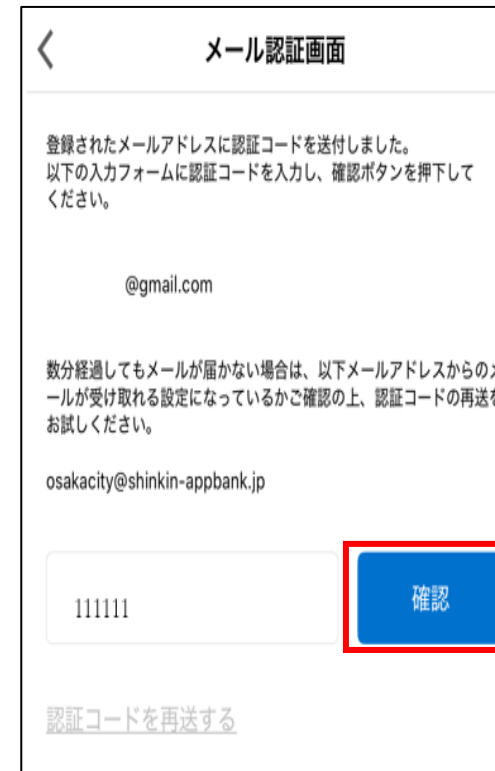 メール認証画面
登録されたメールアドレスに認証コードを送付しました。
以下の入力フォームに認証コードを入力し、確認ボタンを押下して
ください。
@gmail.com
数分経過してもメールが届かない場合は、以下メールアドレスからのメ
ールが受け取れる設定になっているかご確認の上、認証コードの再送を
お試しください。
osakacity@shinkin-appbank.jp
111111
確認
認証コードを再送する